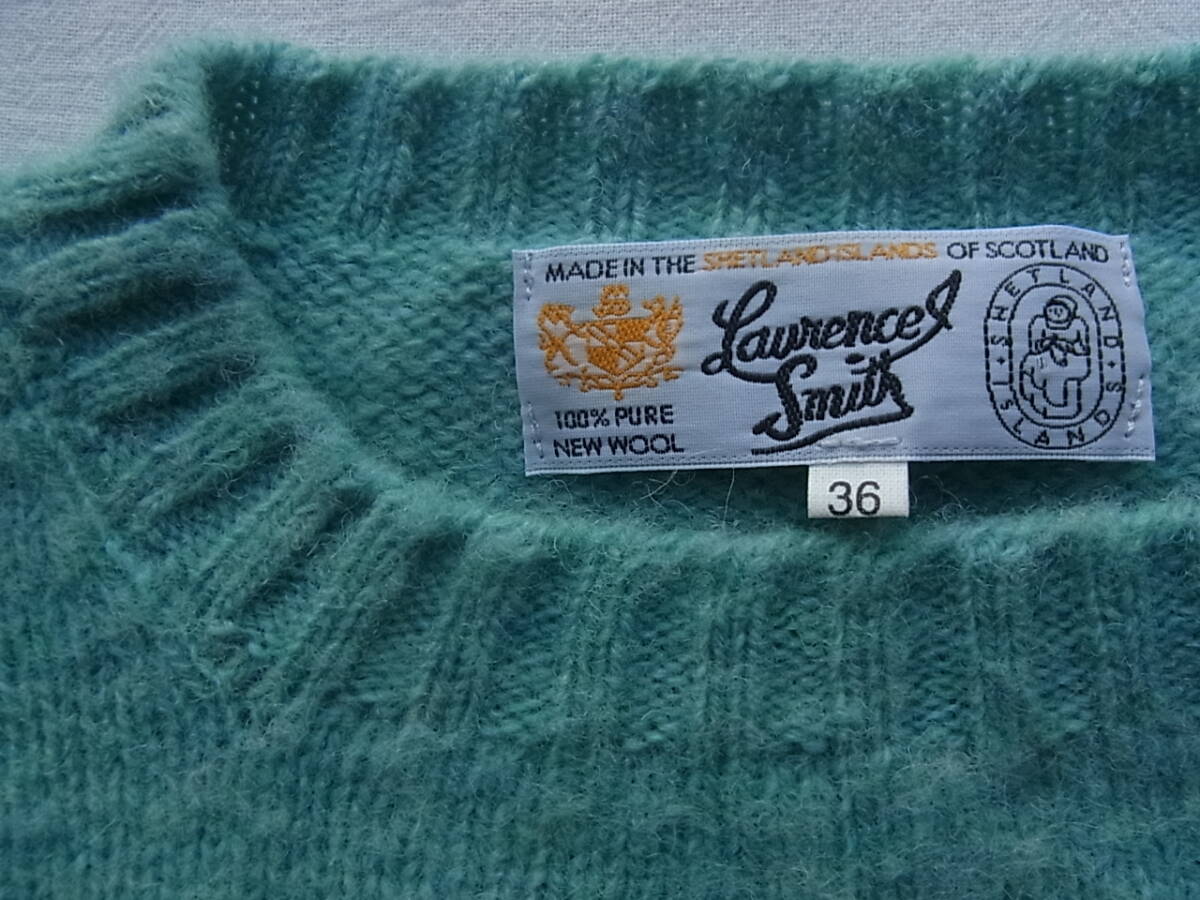 MADE IN THE SHETLAND ISLANDS OF SCOTLAND
Lawrence J
Smith
100% PURE
NEW WOOL
SHETLAND
ISLANDS
36